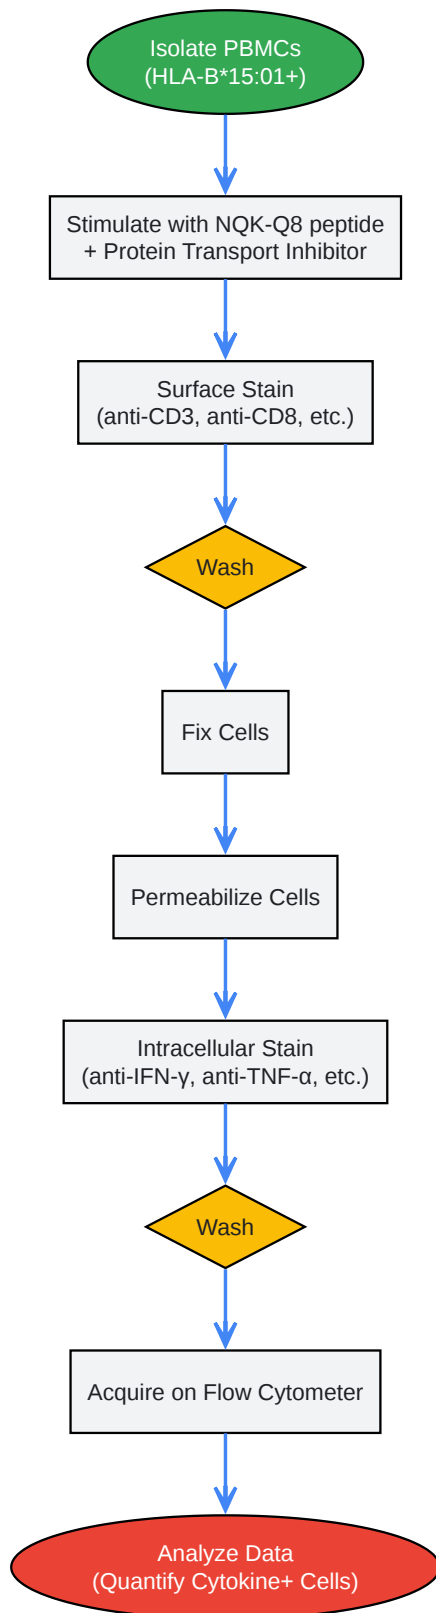 Isolate PBMCs
(HLA-B*15:01+)
Stimulate with NQK-Q8 peptide
+ Protein Transport Inhibitor
Surface Stain
(anti-CD3, anti-CD8, etc.)
Wash
Fix Cells
Permeabilize Cells
Intracellular Stain
(anti-IFN-γ, anti-TNF-α, etc.)
Wash
Acquire on Flow Cytometer
Analyze Data
(Quantify Cytokine+ Cells)